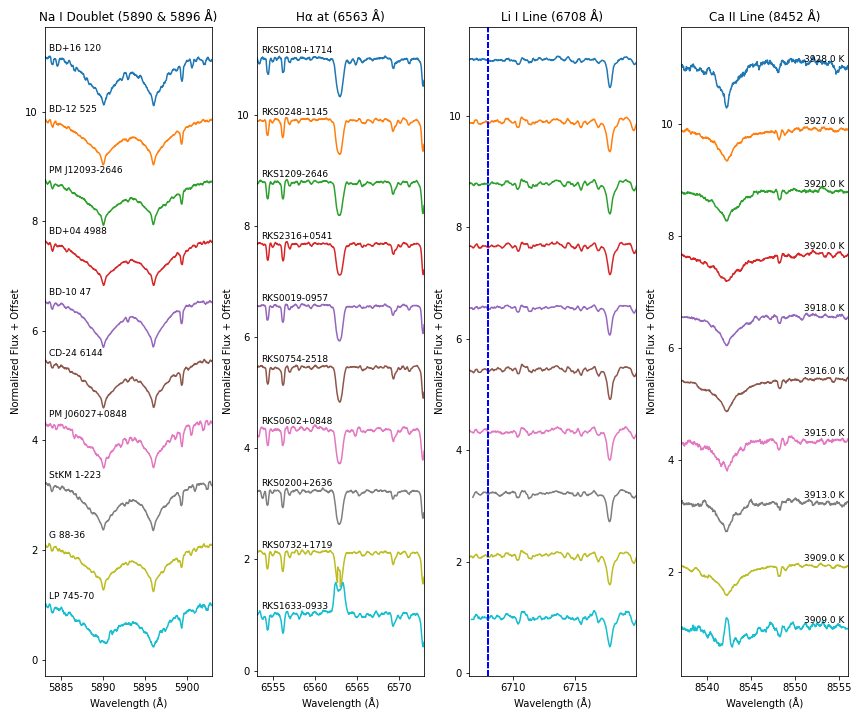 Na I Doublet (5890 & 5896 Å)
Hα at (6563 Å)
Li I Line (6708 Å)
Ca II Line (8452 Å)
BD+16 120
BD-12 525
PM J12093-2646
BD+04 4988
BD-10 47
CD-24 6144
PM J06027+0848
StKM 1-223
G 88-36
LP 745-70
RKS0108+1714
RKS0248-1145
RKS1209-2646
RKS2316+0541
RKS0019-0957
RKS0754-2518
RKS0602+0848
RKS0200+2636
RKS0732+1719
RKS1633-0933
3928.0 K
3927.0 K
3920.0 K
3920.0 K
3918.0 K
3916.0 K
3915.0 K
3913.0 K
3909.0 K
3909.0 K
Normalized Flux + Offset
10
8
6
4
2
0
5885 5890 5895 5900
Wavelength (Å)
Normalized Flux + Offset
10
8
6
4
2
0
6555 6560 6565 6570
Wavelength (Å)
Normalized Flux + Offset
10
8
6
4
2
0
6710 6715
Wavelength (Å)
Normalized Flux + Offset
10
8
6
4
2
8540 8545 8550 8555
Wavelength (Å)